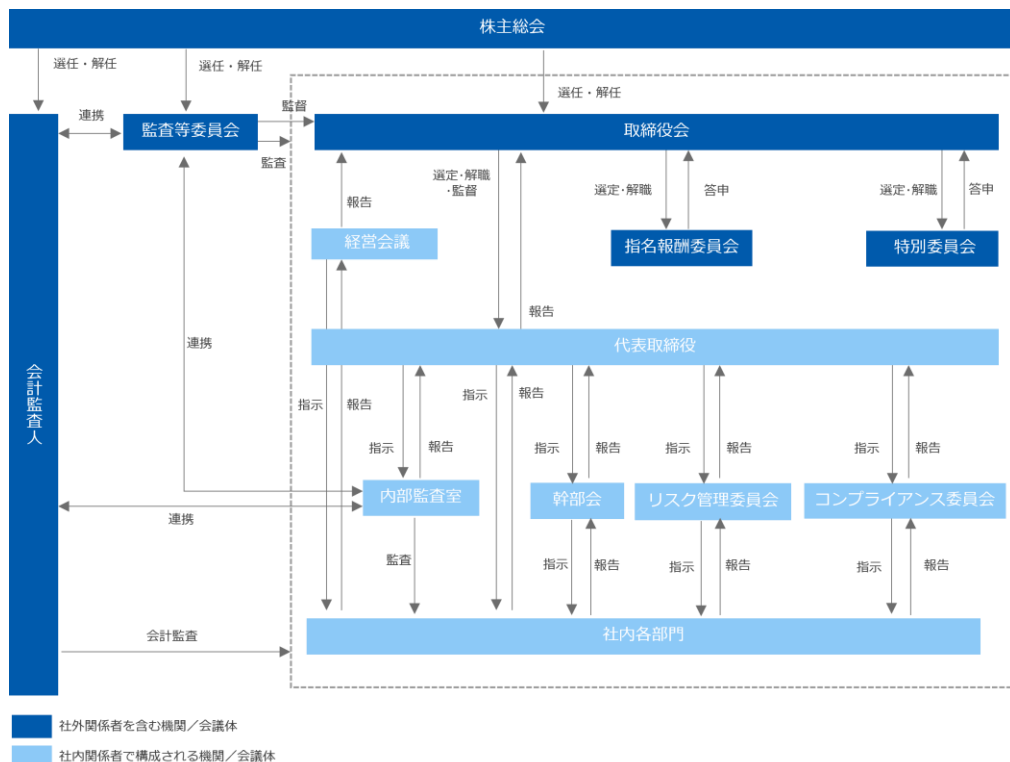 株主総会
選任・解任
選任・解任
選任・解任
連携
監査等委員会
監督
監査
取締役会
選定・解職
・監督
選定・解職
答申
選定・解職
答申
報告
経営会議
指名報酬委員会
特別委員会
報告
連携
代表取締役
会計監査人
指示
報告
指示
報告
指示
報告
指示
報告
指示
報告
指示
報告
内部監査室
幹部会
リスク管理委員会
コンプライアンス委員会
連携
監査
指示
報告
指示
報告
指示
報告
会計監査
社内各部門
社外関係者を含む機関／会議体
社内関係者で構成される機関／会議体